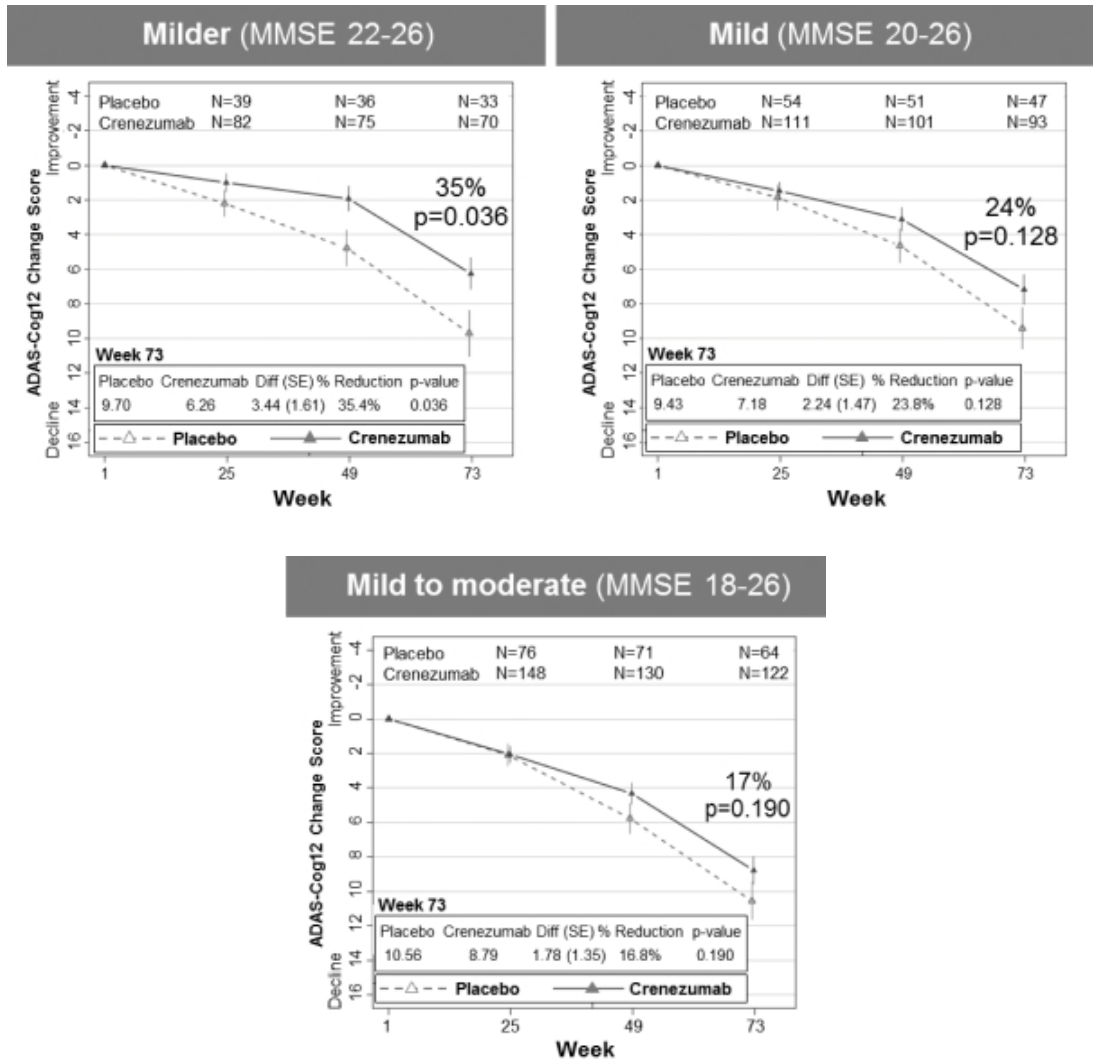 Milder (MMSE 22-26)
Placebo N=39 N=36 N=33
Crenezumab N=82 N=75 N=70
Improvement
ADAS-Cog12 Change Score
Decline
-4
-2
0
2
4
6
8
10
12
14
16
35%
p=0.036
Week 73
Placebo Crenezumab Diff (SE) % Reduction p-value
9.70 6.26 3.44 (1.61) 35.4% 0.036
Placebo Crenezumab
1 25 49 73
Week
Mild (MMSE 20-26)
Placebo N=54 N=51 N=47
Crenezumab N=111 N=101 N=93
Improvement
ADAS-Cog12 Change Score
Decline
-4
-2
0
2
4
6
8
10
12
14
16
24%
p=0.128
Week 73
Placebo Crenezumab Diff (SE) % Reduction p-value
9.43 7.18 2.24 (1.47) 23.8% 0.128
Placebo Crenezumab
1 25 49 73
Week
Mild to moderate (MMSE 18-26)
Placebo N=76 N=71 N=64
Crenezumab N=148 N=130 N=122
Improvement
ADAS-Cog12 Change Score
Decline
-4
-2
0
2
4
6
8
10
12
14
16
17%
p=0.190
Week 73
Placebo Crenezumab Diff (SE) % Reduction p-value
10.56 8.79 1.78 (1.35) 16.8% 0.190
Placebo Crenezumab
1 25 49 73
Week